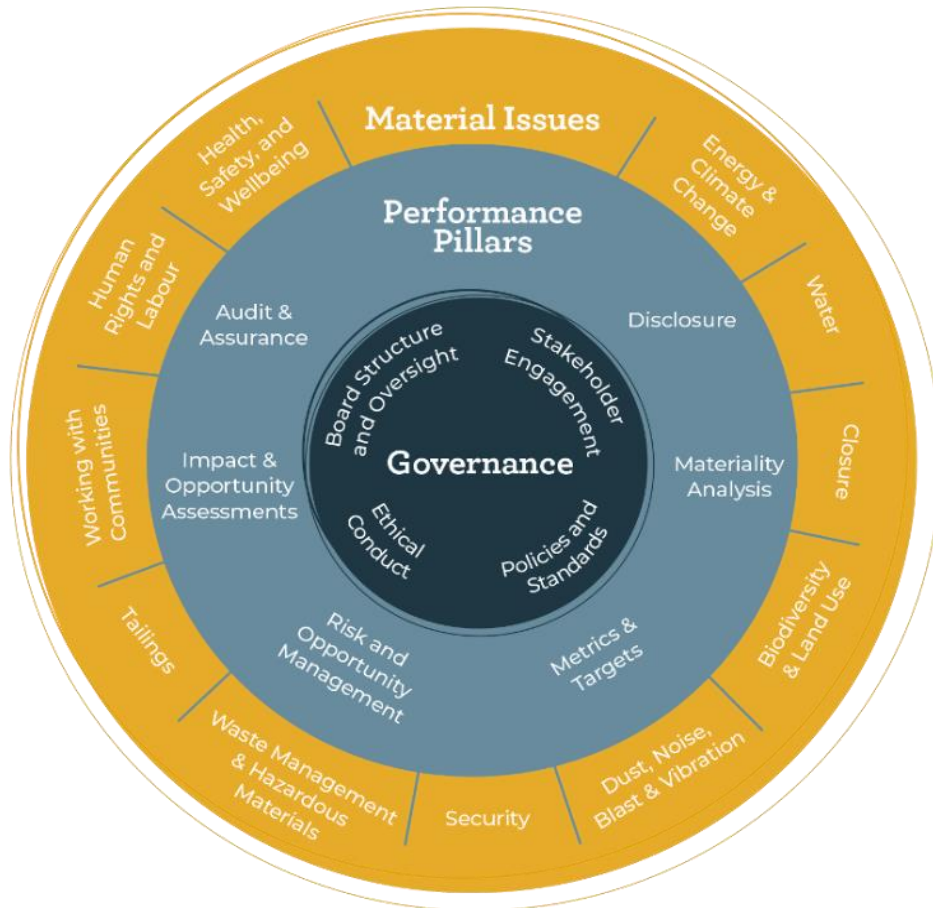 Material Issues
Energy &
Climate
Change
Water
Closure
Biodiversity
& Land Use
Dust, Noise,
Blast & Vibration
Security
Waste Management
& Hazardous
Materials
Tailings
Working with
Communities
Human
Rights and
Labour
Health,
Safety, and
Wellbeing
Performance
Pillars
Disclosure
Materiality
Analysis
Metrics &
Targets
Risk and
Opportunity
Management
Impact &
Opportunity
Assessments
Audit &
Assurance
Governance
Board Structure
and Oversight
Stakeholder
Engagement
Policies and
Standards
Ethical
Conduct